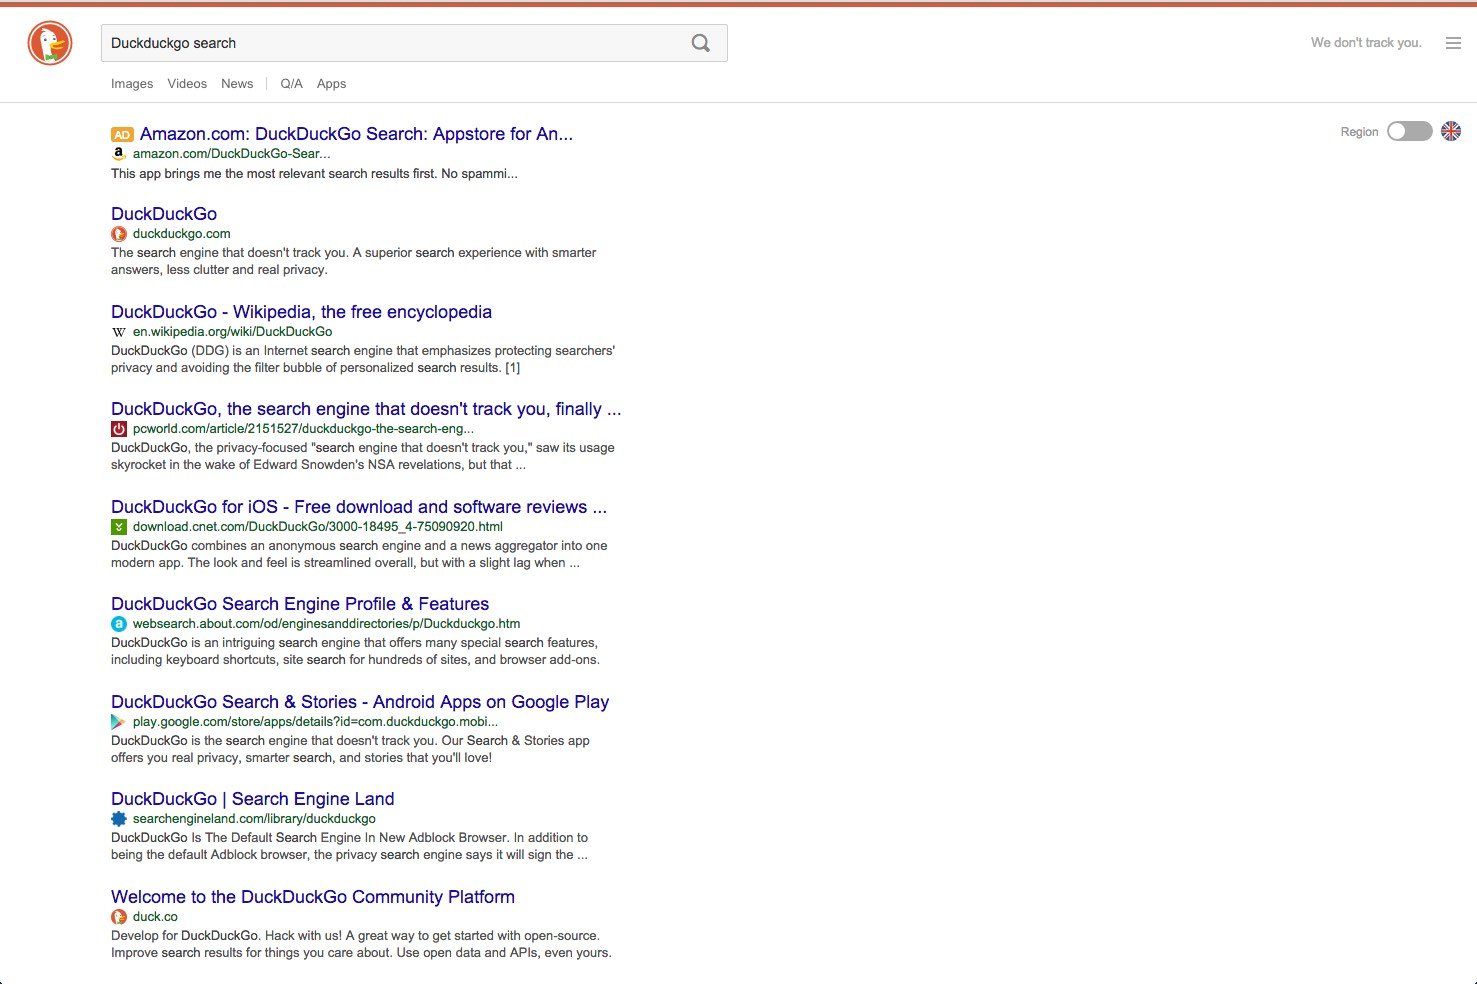 Duckduckgo search
We don't track you.
Images Videos News Q/A Apps
Region
AD Amazon.com: DuckDuckGo Search: Appstore for An...
amazon.com/DuckDuckGo-Sear...
This app brings me the most relevant search results first. No spammi...
DuckDuckGo
duckduckgo.com
The search engine that doesn't track you. A superior search experience with smarter
answers, less clutter and real privacy.
DuckDuckGo - Wikipedia, the free encyclopedia
en.wikipedia.org/wiki/DuckDuckGo
DuckDuckGo (DDG) is an Internet search engine that emphasizes protecting searchers'
privacy and avoiding the filter bubble of personalized search results. [1]
DuckDuckGo, the search engine that doesn't track you, finally ...
pcworld.com/article/2151527/duckduckgo-the-search-eng...
DuckDuckGo, the privacy-focused "search engine that doesn't track you," saw its usage
skyrocket in the wake of Edward Snowden's NSA revelations, but that ...
DuckDuckGo for iOS - Free download and software reviews ...
download.cnet.com/DuckDuckGo/3000-18495_4-75090920.html
DuckDuckGo combines an anonymous search engine and a news aggregator into one
modern app. The look and feel is streamlined overall, but with a slight lag when ...
DuckDuckGo Search Engine Profile & Features
websearch.about.com/od/enginesanddirectories/p/Duckduckgo.htm
DuckDuckGo is an intriguing search engine that offers many special search features,
including keyboard shortcuts, site search for hundreds of sites, and browser add-ons.
DuckDuckGo Search & Stories - Android Apps on Google Play
play.google.com/store/apps/details?id=com.duckduckgo.mobi...
DuckDuckGo is the search engine that doesn't track you. Our Search & Stories app
offers you real privacy, smarter search, and stories that you'll love!
DuckDuckGo | Search Engine Land
searchengineland.com/library/duckduckgo
DuckDuckGo Is The Default Search Engine In New Adblock Browser. In addition to
being the default Adblock browser, the privacy search engine says it will sign the ...
Welcome to the DuckDuckGo Community Platform
duck.co
Develop for DuckDuckGo. Hack with us! A great way to get started with open-source.
Improve search results for things you care about. Use open data and APIs, even yours.